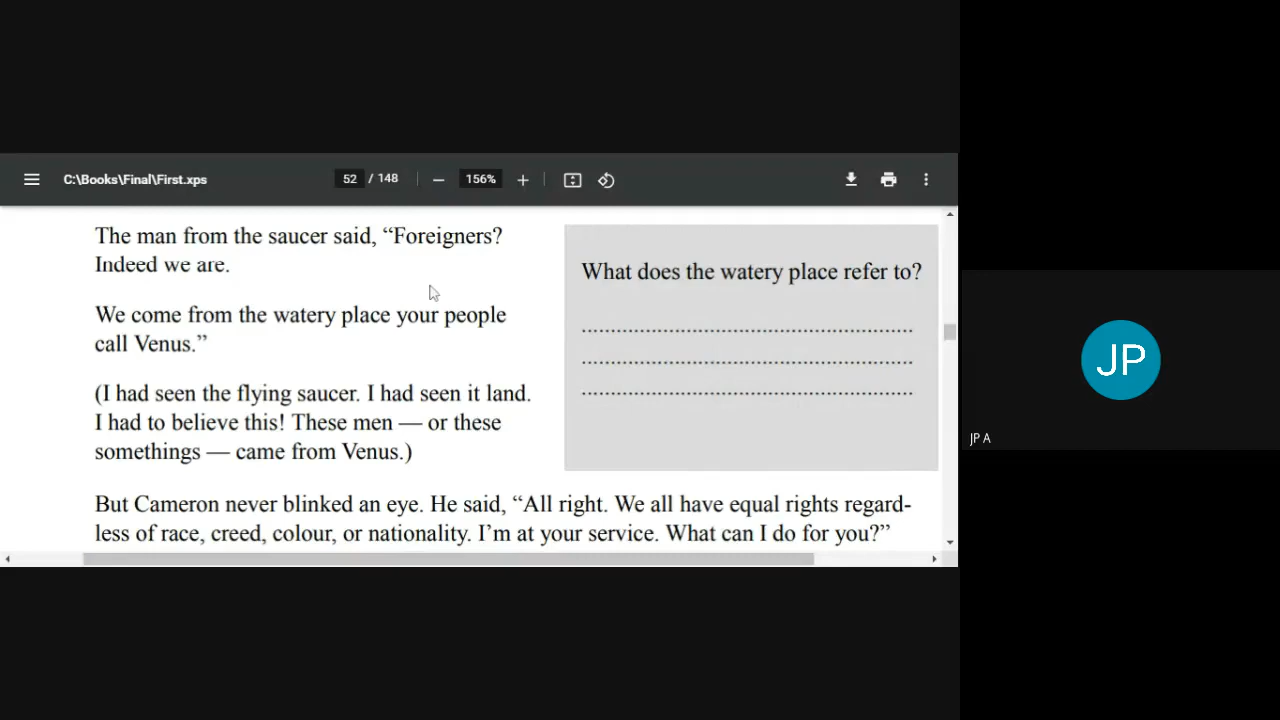 C:\Books\Final\First.xps
52 / 148
156%
The man from the saucer said, “Foreigners?
Indeed we are.
We come from the watery place your people
call Venus.”
(I had seen the flying saucer. I had seen it land.
I had to believe this! These men — or these
somethings — came from Venus.)
What does the watery place refer to?
But Cameron never blinked an eye. He said, “All right. We all have equal rights regard-
less of race, creed, colour, or nationality. I’m at your service. What can I do for you?”
JP
JP A